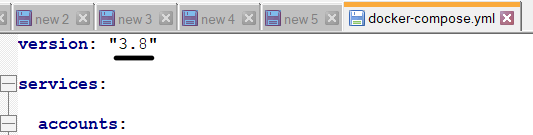 new 2 new 3 new 4 new 5 docker-compose.yml
version: "3.8"
services:
accounts: